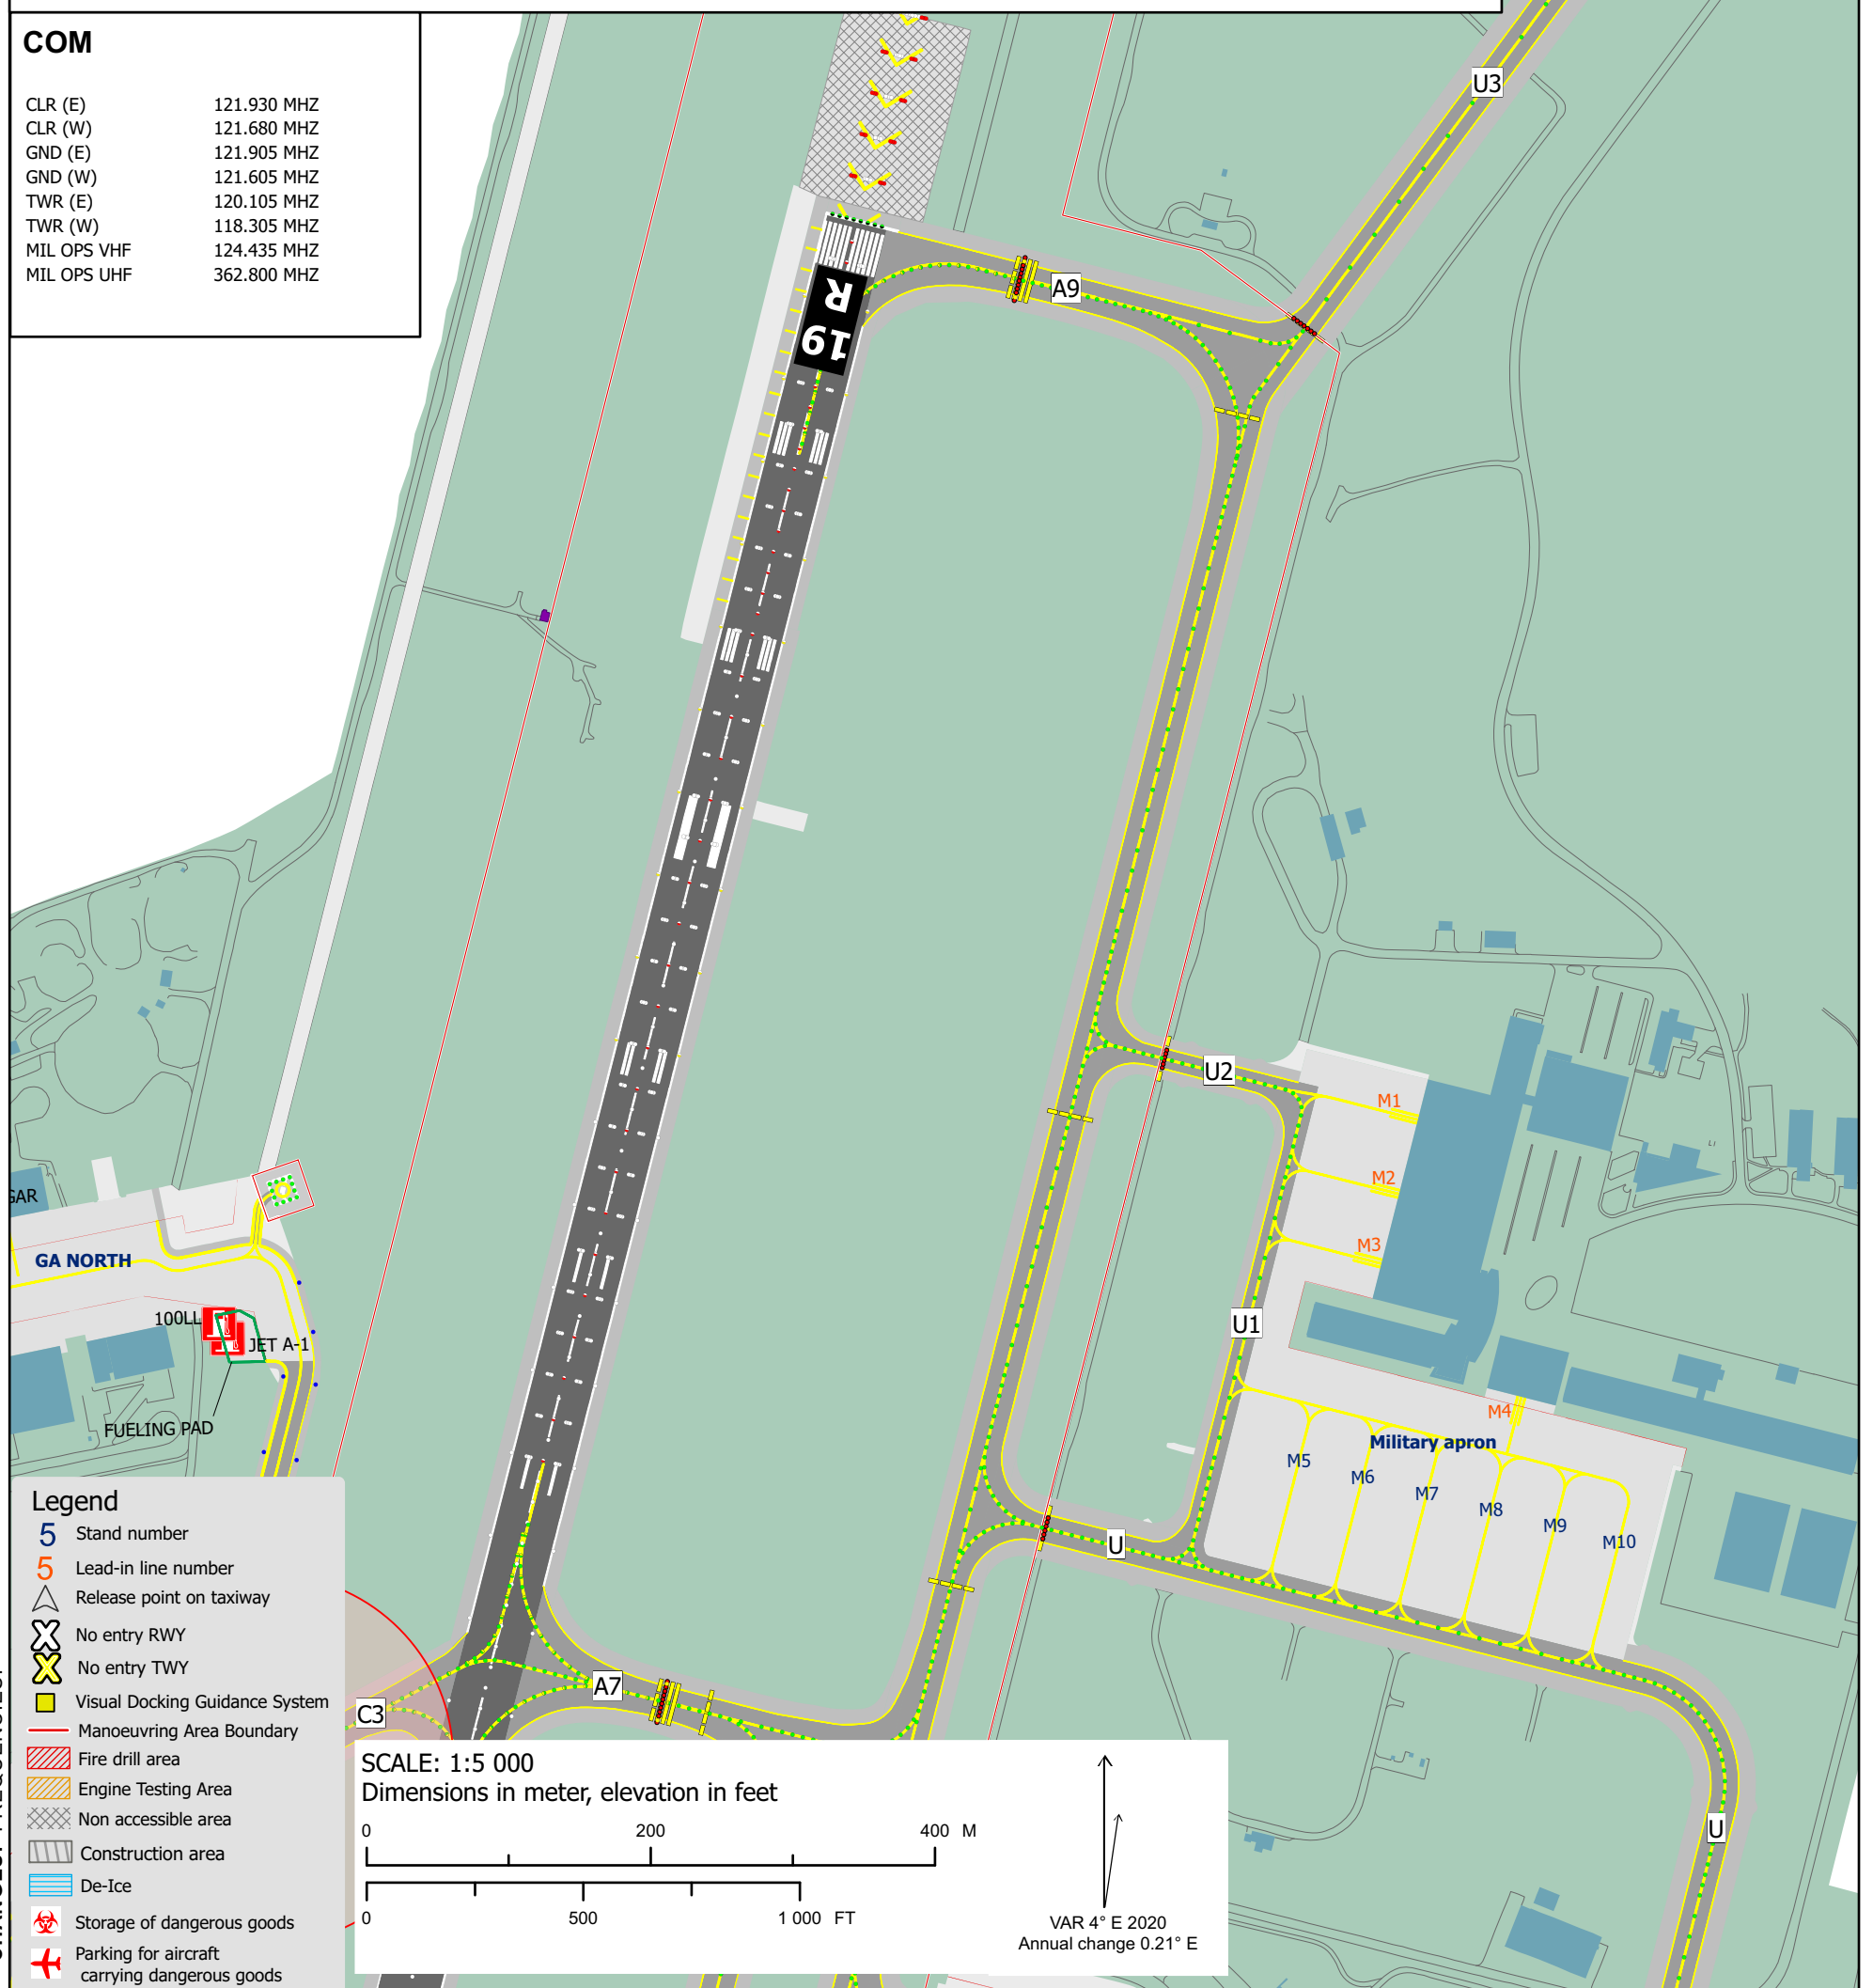 COM
CLR (E) 121.930 MHZ
CLR (W) 121.680 MHZ
GND (E) 121.905 MHZ
GND (W) 121.605 MHZ
TWR (E) 120.105 MHZ
TWR (W) 118.305 MHZ
MIL OPS VHF 124.435 MHZ
MIL OPS UHF 362.800 MHZ
U3
A9
19
R
U2
M1
M2
M3
U1
M4
Military apron
M5
M6
M7
M8
M9
M10
U
A7
C3
U
GAR
GA NORTH
100LL
JET A-1
FUELING PAD
Legend
5 Stand number
5 Lead-in line number
Release point on taxiway
No entry RWY
No entry TWY
Visual Docking Guidance System
Manoeuvring Area Boundary
Fire drill area
Engine Testing Area
Non accessible area
Construction area
De-Ice
Storage of dangerous goods
Parking for aircraft
carrying dangerous goods
SCALE: 1:5 000
Dimensions in meter, elevation in feet
0 200 400 M
0 500 1 000 FT
VAR 4° E 2020
Annual change 0.21° E